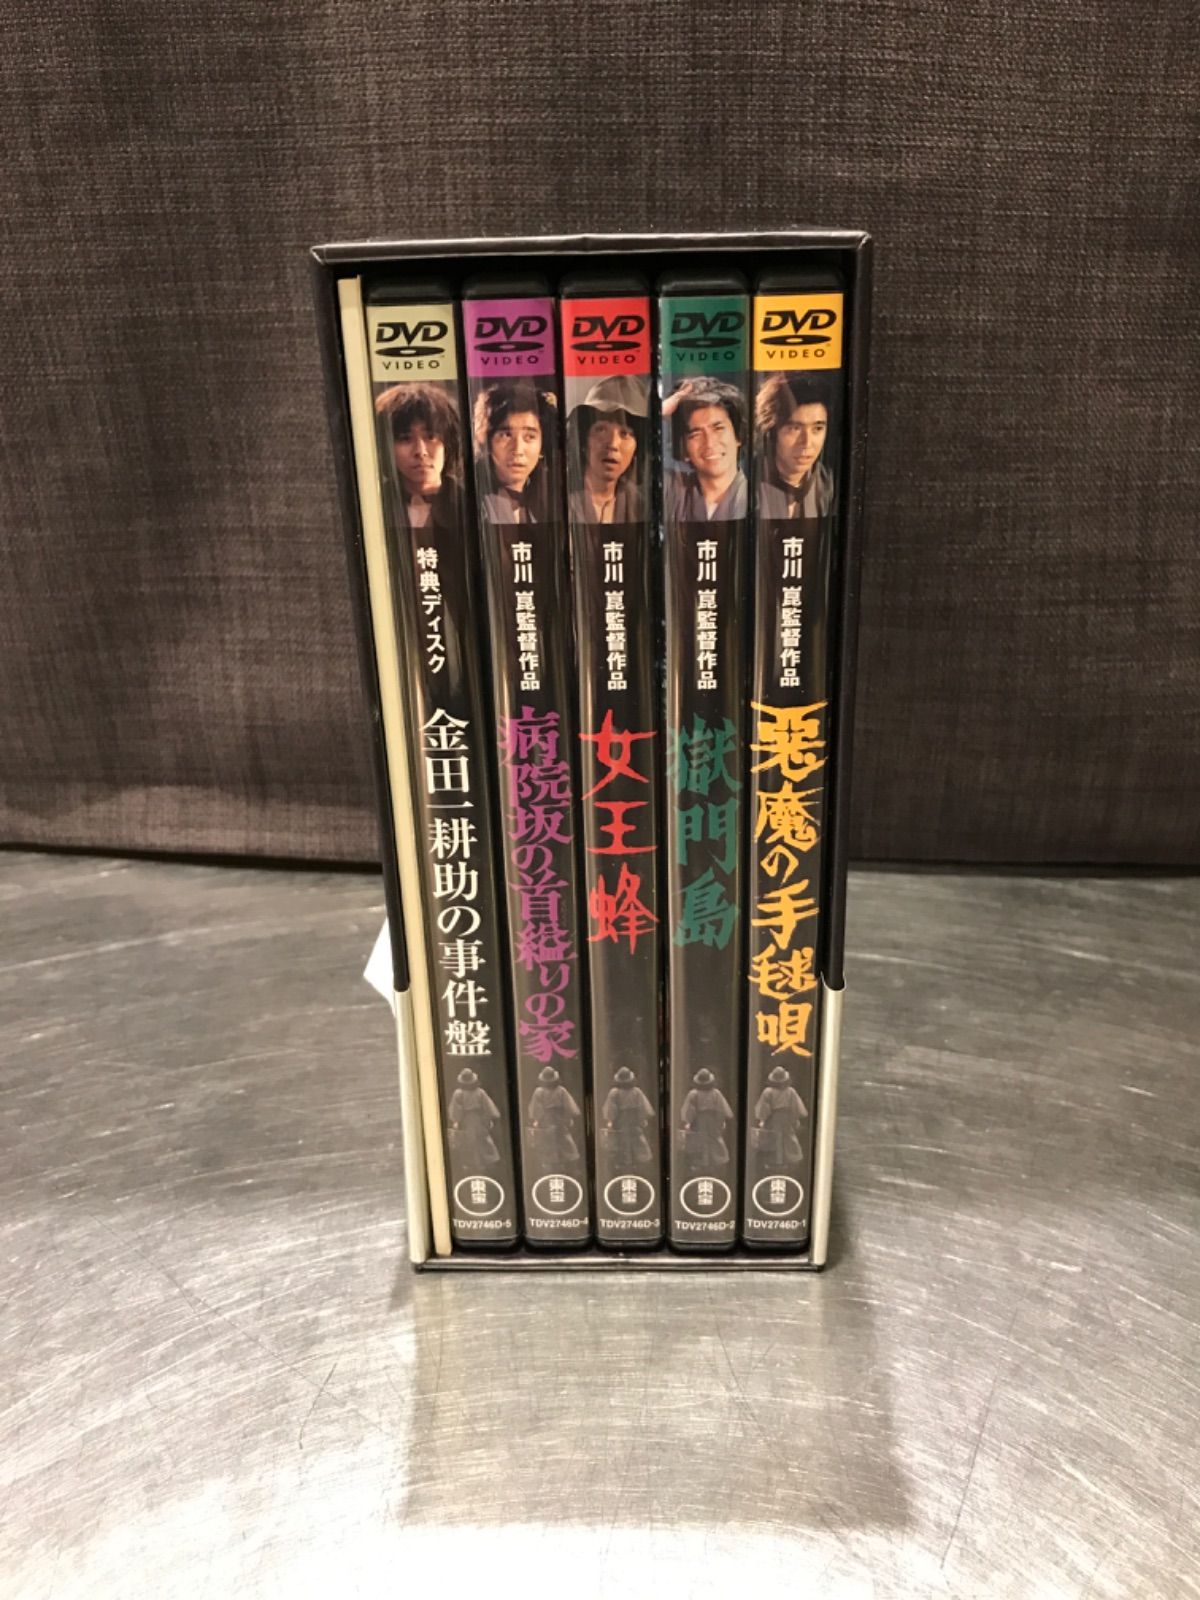 DVD
VIDEO
特典ディスク
金田一耕助の事件盤
東宝
TDV2746D-5
DVD
VIDEO
市川 崑監督作品
病院坂の首縊りの家
東宝
TDV2746D-4
DVD
VIDEO
市川 崑監督作品
女王蜂
東宝
TDV2746D-3
DVD
VIDEO
市川 崑監督作品
獄門島
東宝
TDV2746D-2
DVD
VIDEO
市川 崑監督作品
悪魔の手毬唄
東宝
TDV2746D-1